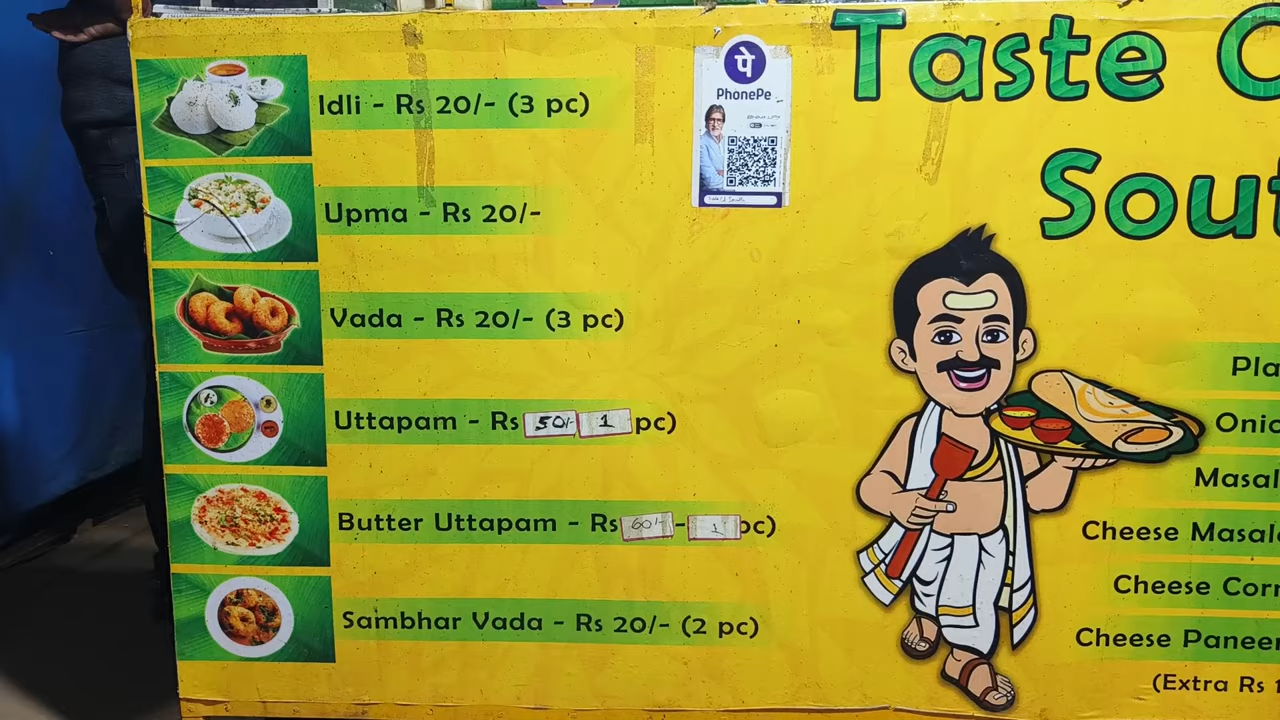 Idli - Rs 20/- (3 pc)
Upma - Rs 20/-
Vada - Rs 20/- (3 pc)
Uttapam - Rs 50/- 1 pc)
Butter Uttapam - Rs 60/- - 1 pc)
Sambhar Vada - Rs 20/- (2 pc)
पे
PhonePe
Taste O
Sout
Pla
Onio
Masal
Cheese Masal
Cheese Corn
Cheese Paneer
(Extra Rs 1